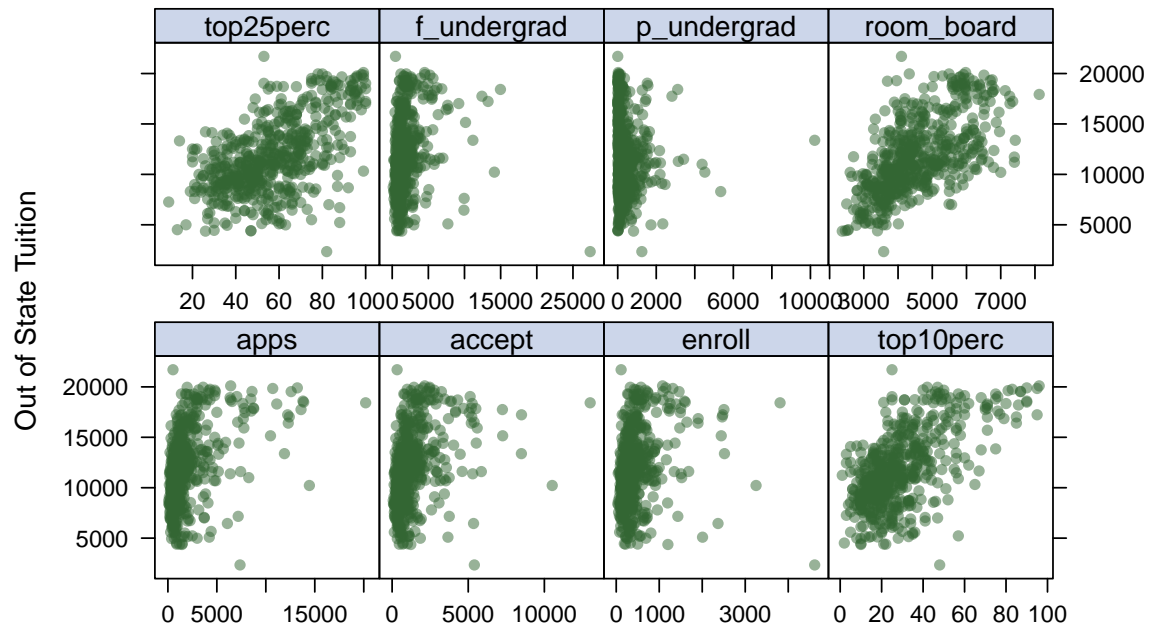 top25perc f_undergrad p_undergrad room_board
20000
15000
10000
5000
Out of State Tuition
20 40 60 80 100 0 5000 15000 25000 0 2000 6000 10000 3000 5000 7000
apps accept enroll top10perc
20000
15000
10000
5000
0 5000 15000 0 5000 10000 0 1000 3000 0 20 40 60 80 100